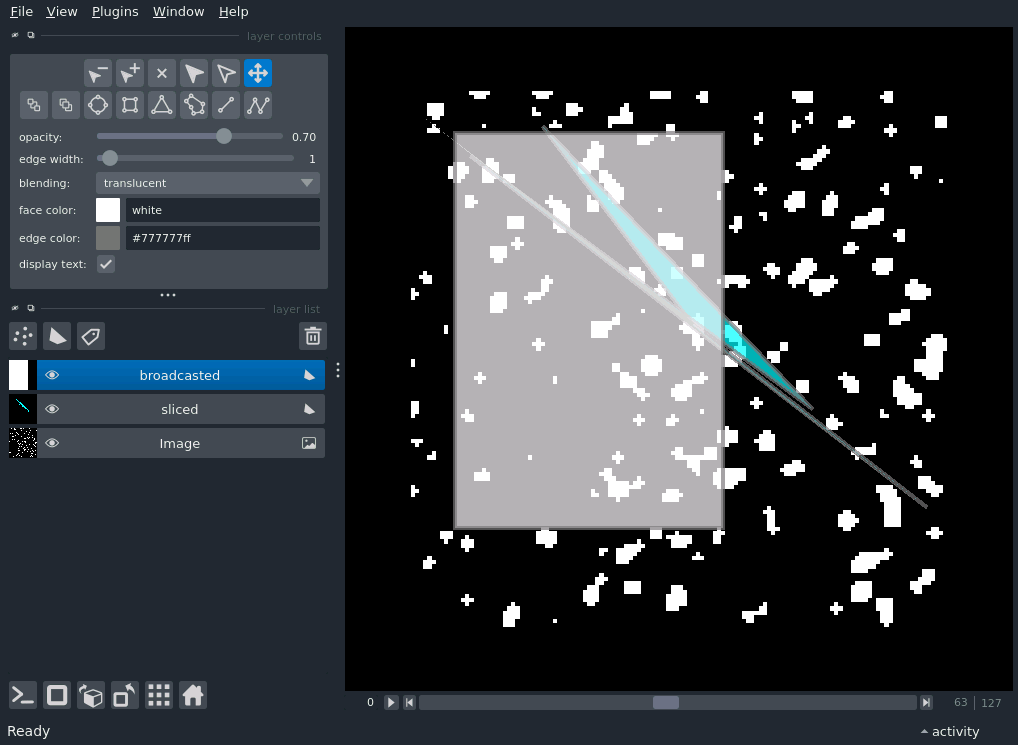 File View Plugins Window Help
layer controls
opacity: 0.70
edge width: 1
blending: translucent
face color: white
edge color: #777777ff
display text:
layer list
broadcasted
sliced
Image
0 63 127
Ready activity